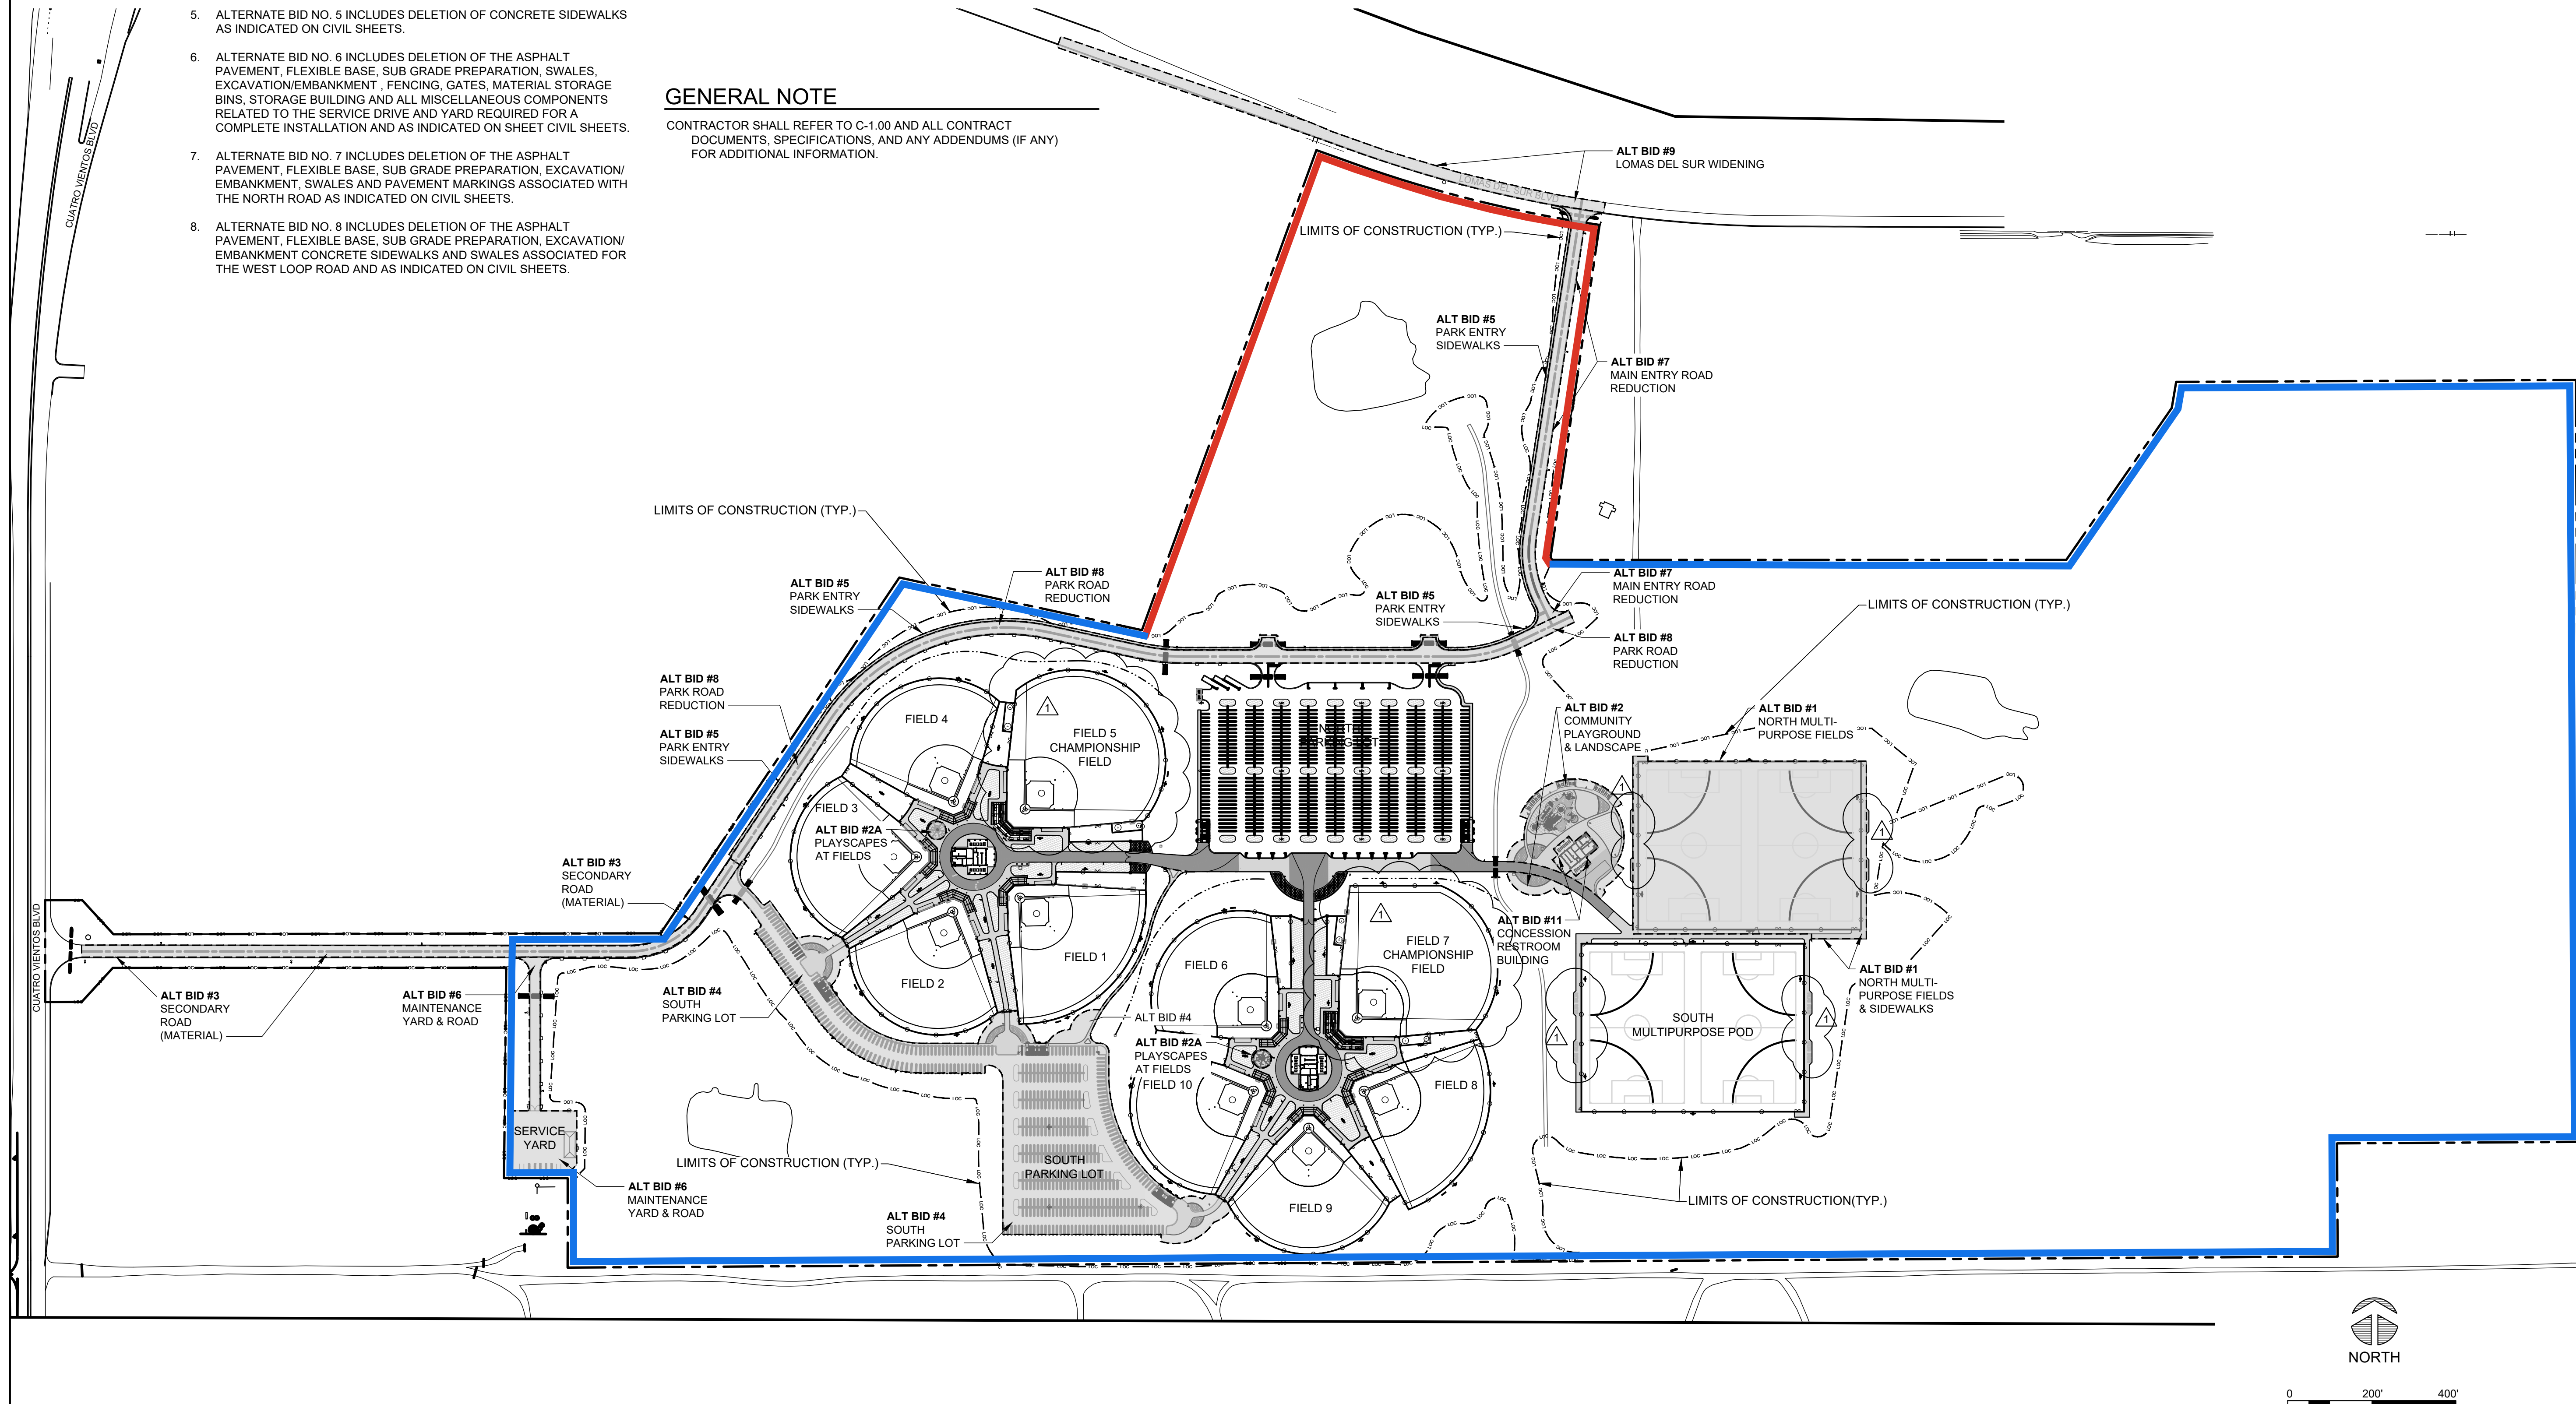 5. ALTERNATE BID NO. 5 INCLUDES DELETION OF CONCRETE SIDEWALKS
AS INDICATED ON CIVIL SHEETS.
6. ALTERNATE BID NO. 6 INCLUDES DELETION OF THE ASPHALT
PAVEMENT, FLEXIBLE BASE, SUB GRADE PREPARATION, SWALES,
EXCAVATION/EMBANKMENT , FENCING, GATES, MATERIAL STORAGE
BINS, STORAGE BUILDING AND ALL MISCELLANEOUS COMPONENTS
RELATED TO THE SERVICE DRIVE AND YARD REQUIRED FOR A
COMPLETE INSTALLATION AND AS INDICATED ON SHEET CIVIL SHEETS.
7. ALTERNATE BID NO. 7 INCLUDES DELETION OF THE ASPHALT
PAVEMENT, FLEXIBLE BASE, SUB GRADE PREPARATION, EXCAVATION/
EMBANKMENT, SWALES AND PAVEMENT MARKINGS ASSOCIATED WITH
THE NORTH ROAD AS INDICATED ON CIVIL SHEETS.
8. ALTERNATE BID NO. 8 INCLUDES DELETION OF THE ASPHALT
PAVEMENT, FLEXIBLE BASE, SUB GRADE PREPARATION, EXCAVATION/
EMBANKMENT CONCRETE SIDEWALKS AND SWALES ASSOCIATED FOR
THE WEST LOOP ROAD AND AS INDICATED ON CIVIL SHEETS.
GENERAL NOTE
CONTRACTOR SHALL REFER TO C-1.00 AND ALL CONTRACT
DOCUMENTS, SPECIFICATIONS, AND ANY ADDENDUMS (IF ANY)
FOR ADDITIONAL INFORMATION.
CUATRO VIENTOS BLVD
ALT BID #9
LOMAS DEL SUR WIDENING
LOMAS DEL SUR BLVD
LIMITS OF CONSTRUCTION (TYP.)
ALT BID #5
PARK ENTRY
SIDEWALKS
ALT BID #7
MAIN ENTRY ROAD
REDUCTION
LIMITS OF CONSTRUCTION (TYP.)
ALT BID #5
PARK ENTRY
SIDEWALKS
ALT BID #8
PARK ROAD
REDUCTION
ALT BID #5
PARK ENTRY
SIDEWALKS
ALT BID #7
MAIN ENTRY ROAD
REDUCTION
LIMITS OF CONSTRUCTION (TYP.)
ALT BID #8
PARK ROAD
REDUCTION
ALT BID #8
PARK ROAD
REDUCTION
ALT BID #5
PARK ENTRY
SIDEWALKS
FIELD 4
1
FIELD 5
CHAMPIONSHIP
FIELD
NORTH
PARKING LOT
ALT BID #2
COMMUNITY
PLAYGROUND
& LANDSCAPE
ALT BID #1
NORTH MULTI-
PURPOSE FIELDS
1
1
FIELD 3
ALT BID #2A
PLAYSCAPES
AT FIELDS
ALT BID #3
SECONDARY
ROAD
(MATERIAL)
CUATRO VIENTOS BLVD
ALT BID #3
SECONDARY
ROAD
(MATERIAL)
ALT BID #6
MAINTENANCE
YARD & ROAD
ALT BID #4
SOUTH
PARKING LOT
FIELD 2
FIELD 1
FIELD 6
1
FIELD 7
CHAMPIONSHIP
FIELD
ALT BID #11
CONCESSION
RESTROOM
BUILDING
ALT BID #1
NORTH MULTI-
PURPOSE FIELDS
& SIDEWALKS
ALT BID #4
1
SOUTH
MULTIPURPOSE POD
1
ALT BID #2A
PLAYSCAPES
AT FIELDS
FIELD 10
FIELD 8
SERVICE
YARD
LIMITS OF CONSTRUCTION (TYP.)
SOUTH
PARKING LOT
ALT BID #6
MAINTENANCE
YARD & ROAD
ALT BID #4
SOUTH
PARKING LOT
FIELD 9
LIMITS OF CONSTRUCTION(TYP.)
NORTH
0 200' 400'